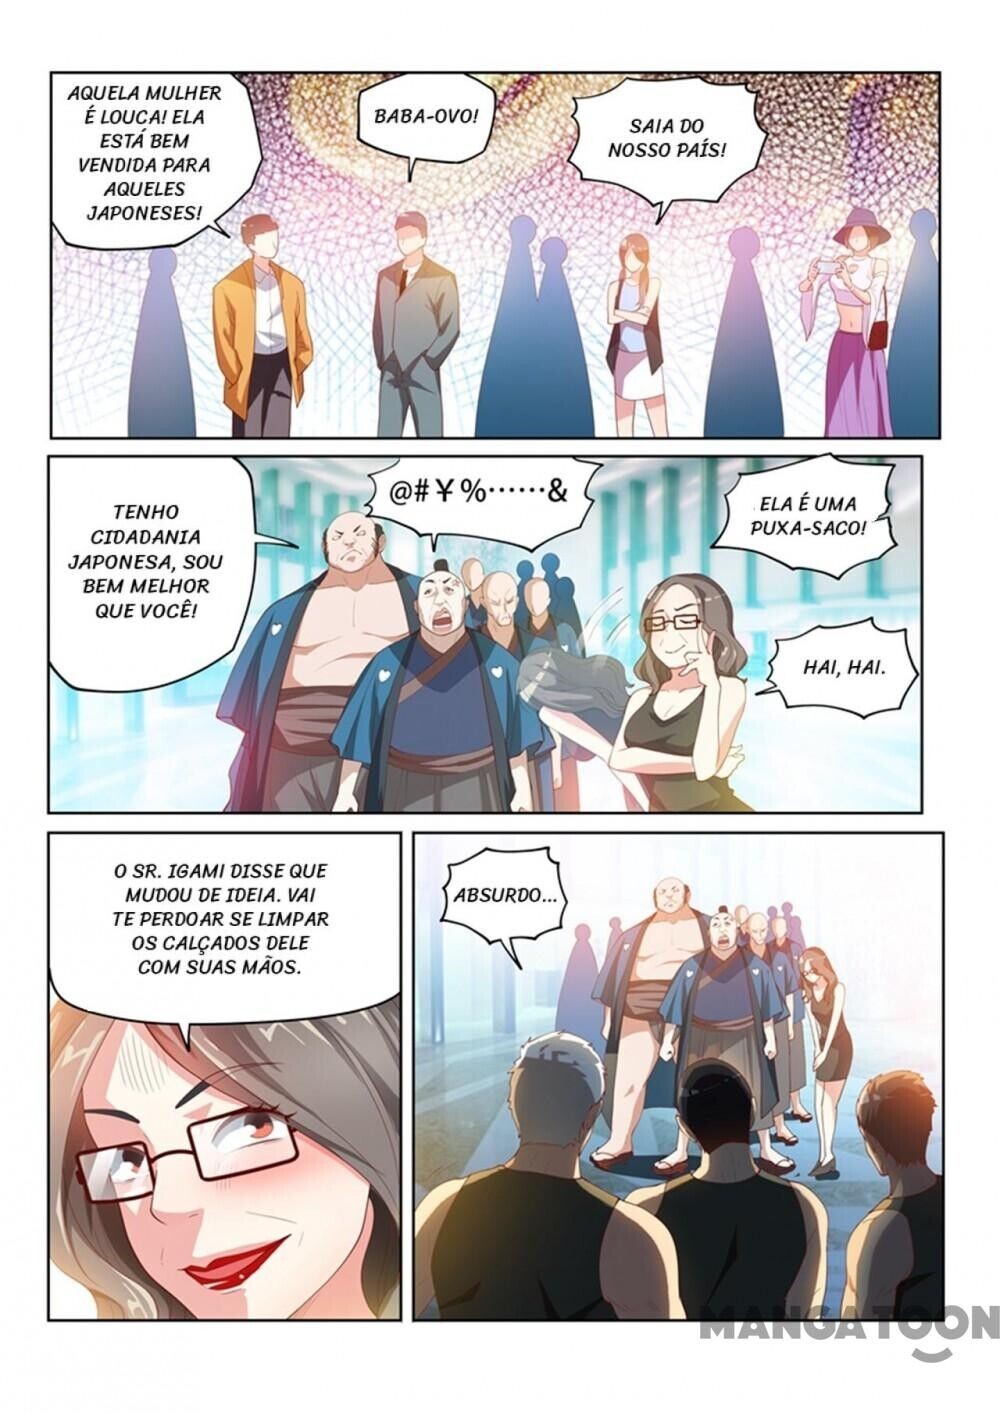 AQUELA MULHER
É LOUCA! ELA
ESTÁ BEM
VENDIDA PARA
AQUELES
JAPONESES!
BABA-OVO!
SAIA DO
NOSSO PAÍS!
TENHO
CIDADANIA
JAPONESA, SOU
BEM MELHOR
QUE VOCÊ!
@#¥%……&
ELA É UMA
PUXA-SACO!
HAI, HAI.
O SR. IGAMI DISSE QUE
MUDOU DE IDEIA. VAI
TE PERDOAR SE LIMPAR
OS CALÇADOS DELE
COM SUAS MÃOS.
ABSURDO...
MANGATOON